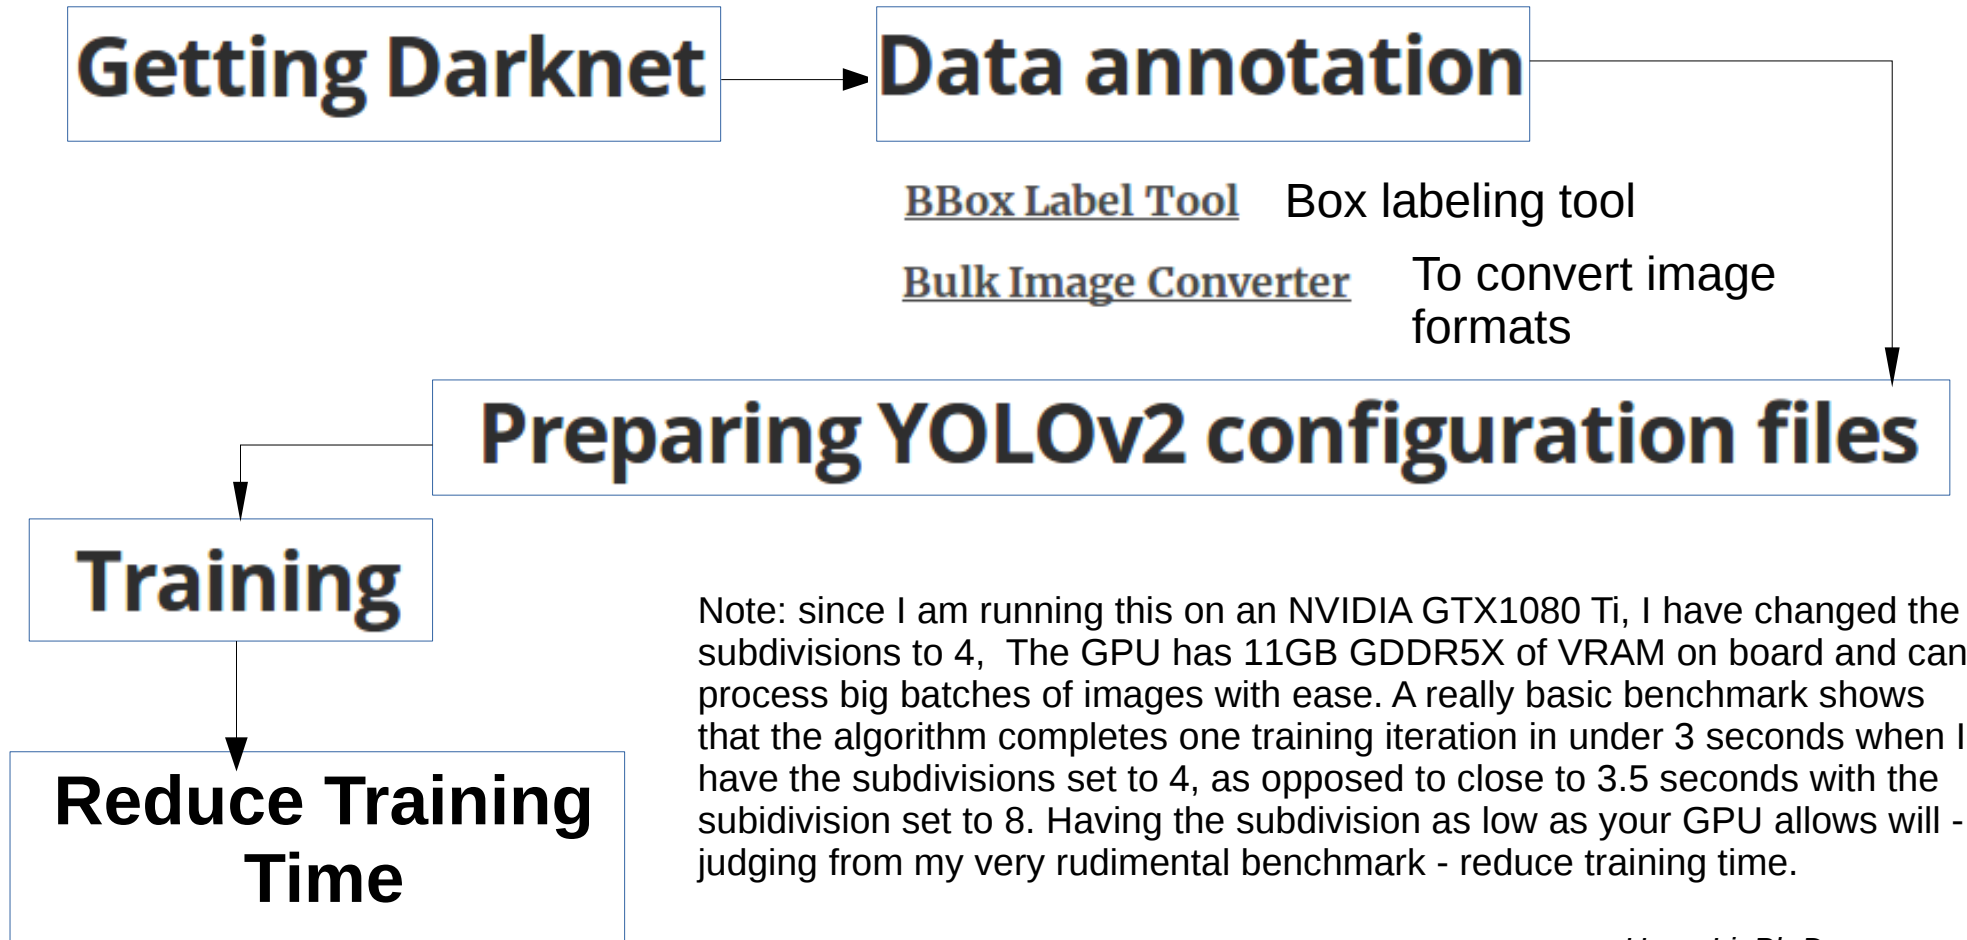 Getting Darknet
Data annotation
BBox Label Tool Box labeling tool
Bulk Image Converter To convert image
formats
Preparing YOLOv2 configuration files
Training
Reduce Training
Time
Note: since I am running this on an NVIDIA GTX1080 Ti, I have changed the
subdivisions to 4,  The GPU has 11GB GDDR5X of VRAM on board and can
process big batches of images with ease. A really basic benchmark shows
that the algorithm completes one training iteration in under 3 seconds when I
have the subdivisions set to 4, as opposed to close to 3.5 seconds with the
subidivision set to 8. Having the subdivision as low as your GPU allows will -
judging from my very rudimental benchmark - reduce training time.